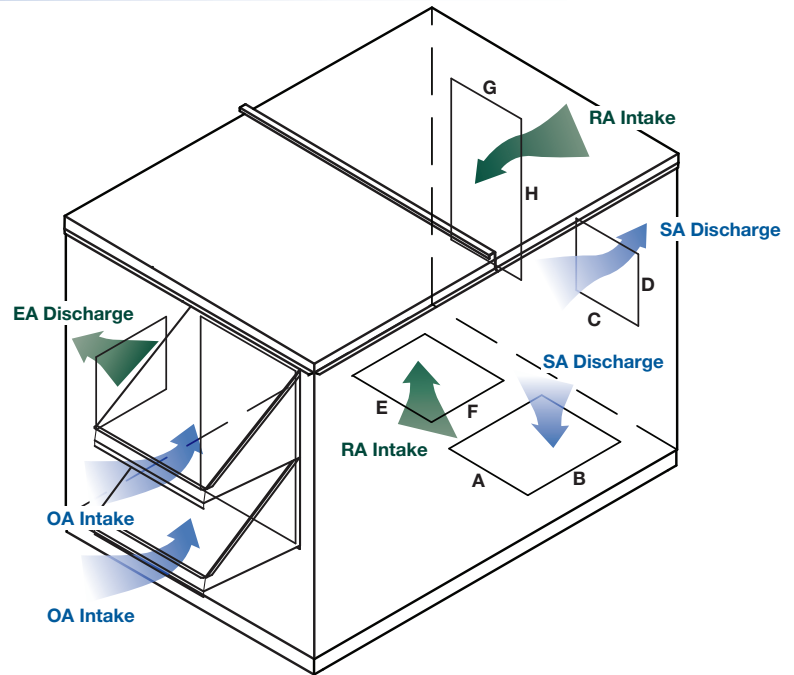 G
RA Intake
H
SA Discharge
D
C
EA Discharge
SA Discharge
E
F
RA Intake
A
B
OA Intake
OA Intake